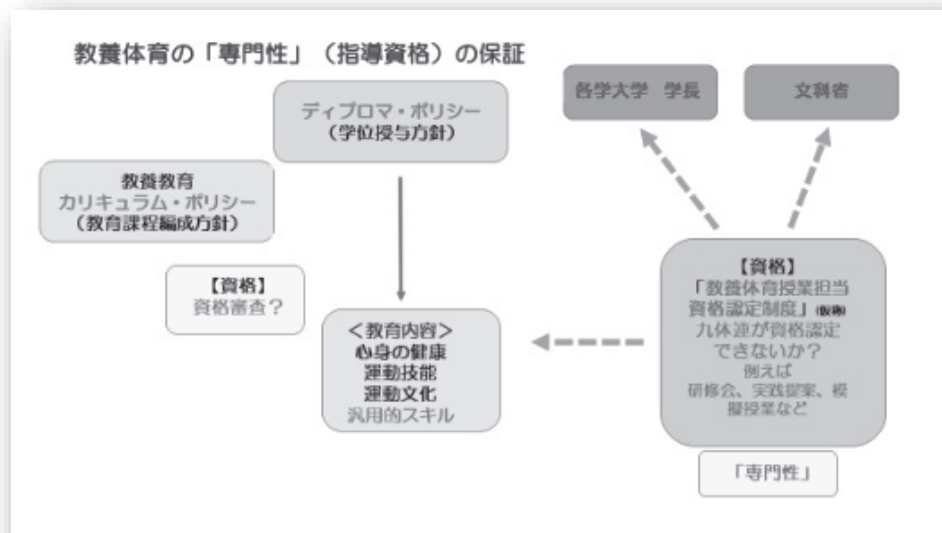 教養体育の「専門性」（指導資格）の保証
ディプロマ・ポリシー
（学位授与方針）
教養教育
カリキュラム・ポリシー
（教育課程編成方針）
【資格】
資格審査？
＜教育内容＞
心身の健康
運動技能
運動文化
汎用的スキル
各学大学　学長
文科省
【資格】
「教養体育授業担当
資格認定制度」（仮称）
九体連が資格認定
できないか？
例えば
研修会、実践提案、模
擬授業など
「専門性」